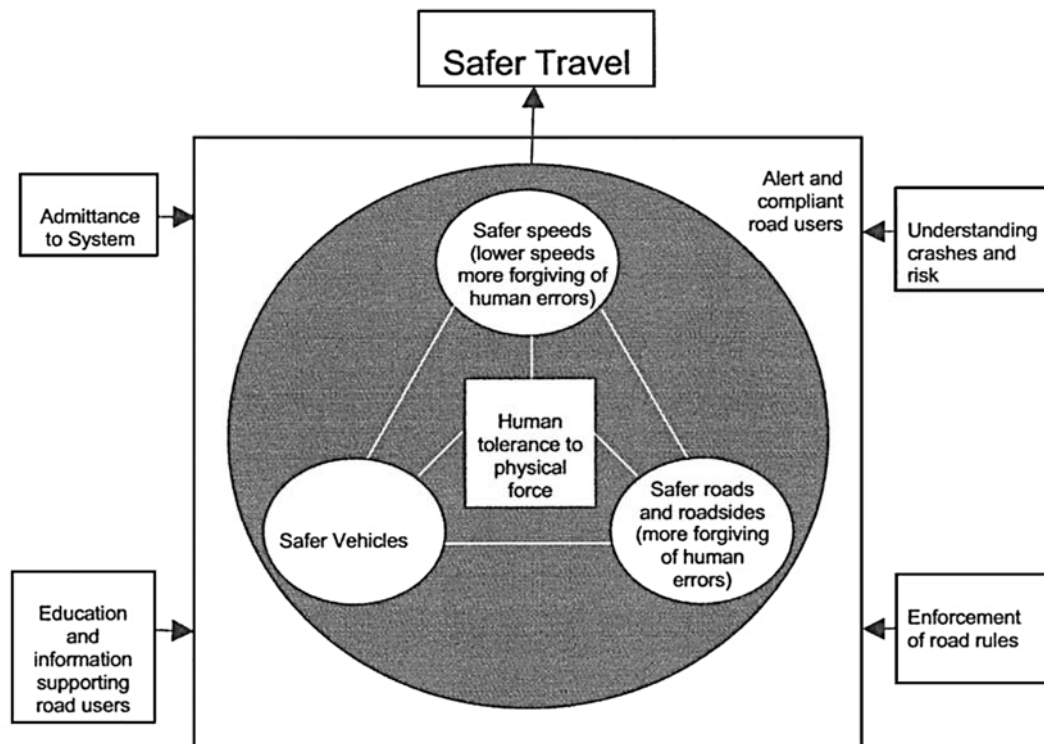 Safer Travel
Admittance
to System
Alert and
compliant
road users
Understanding
crashes and
risk
Safer speeds
(lower speeds
more forgiving of
human errors)
Human
tolerance to
physical
force
Safer Vehicles
Safer roads
and roadsides
(more forgiving
of human
errors)
Education
and
information
supporting
road users
Enforcement
of road rules